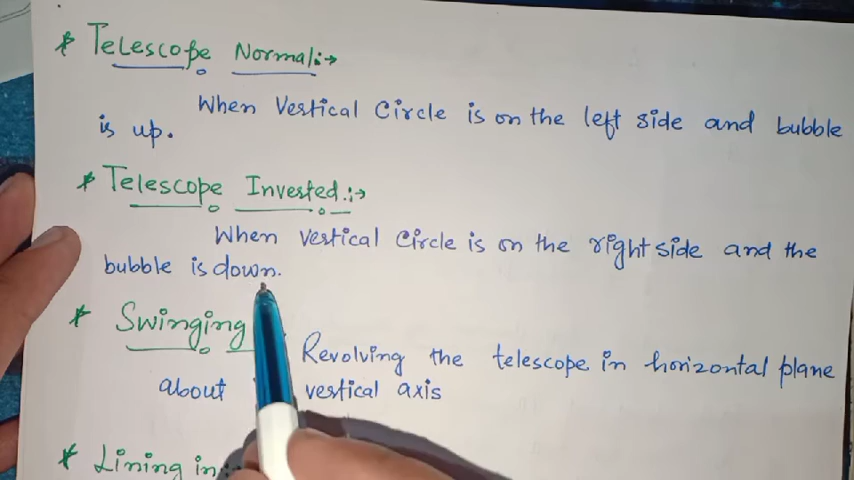 * Telescope Normal:→
When Vertical Circle is on the left side and bubble
is up.
* Telescope Invested.:→
When vertical Circle is on the right side and the
bubble is down.
* Swinging
Revolving the telescope in horizontal plane
about vertical axis
* Lining in: